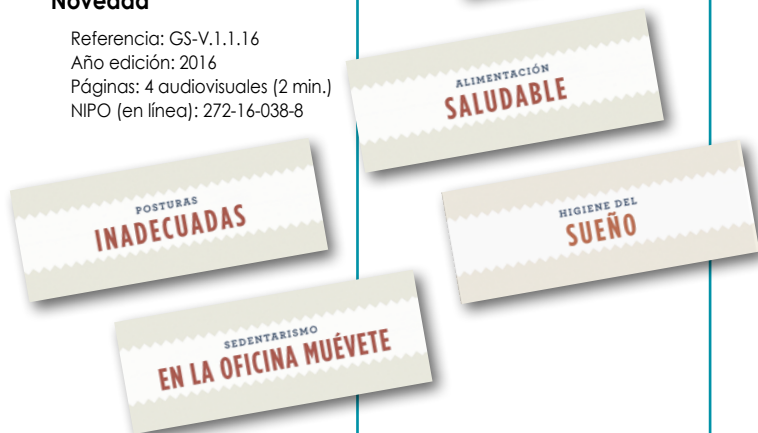 Novedad
Referencia: GS-V.1.1.16
Año edición: 2016
Páginas: 4 audiovisuales (2 min.)
NIPO (en línea): 272-16-038-8
ALIMENTACIÓN
SALUDABLE
POSTURAS
INADECUADAS
HIGIENE DEL
SUEÑO
SEDENTARISMO
EN LA OFICINA MUÉVETE